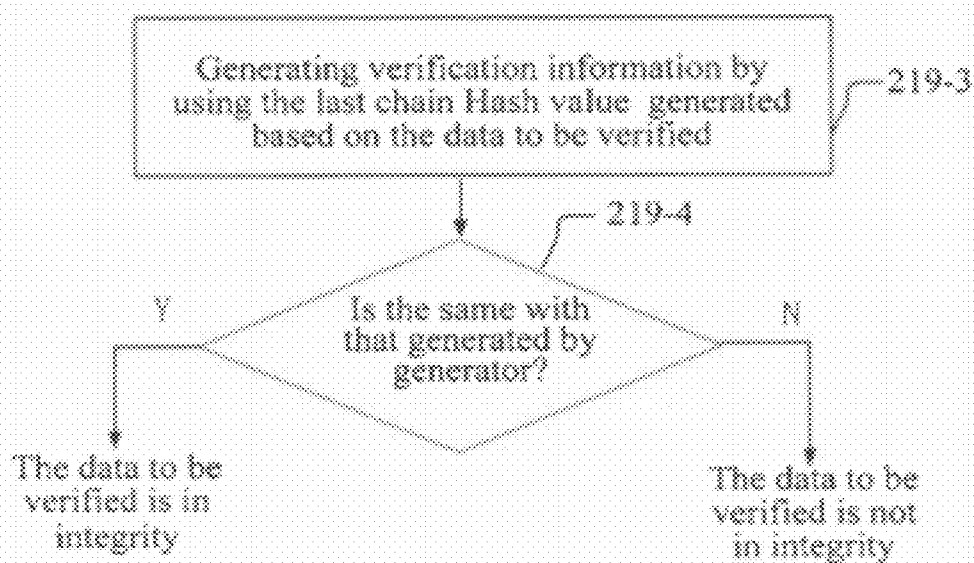 Generating verification information by
using the last chain Hash value generated
based on the data to be verified
219-3
219-4
Is the same with
that generated by
generator?
Y
N
The data to be
verified is in
integrity
The data to be
verified is not
in integrity